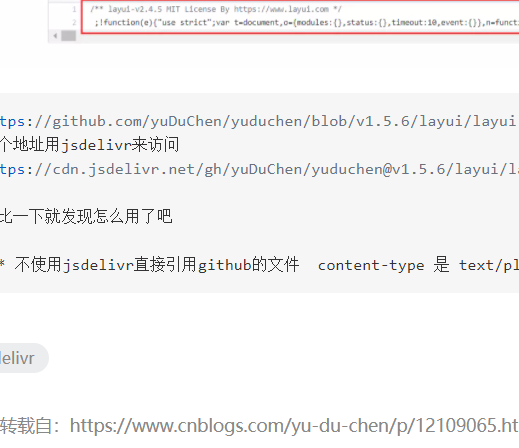 1 /** layui-v2.4.5 MIT License By https://www.layui.com */
2 ;!function(e){"use strict";var t=document,o={modules:{},status:{},timeout:10,event:{}},n=functio
tps://github.com/yuDuChen/yuduchen/blob/v1.5.6/layui/layui
个地址用jsdelivr来访问
tps://cdn.jsdelivr.net/gh/yuDuChen/yuduchen@v1.5.6/layui/la
比一下就发现怎么用了吧
* 不使用jsdelivr直接引用github的文件 content-type 是 text/pl
delivr
转载自：https://www.cnblogs.com/yu-du-chen/p/12109065.ht